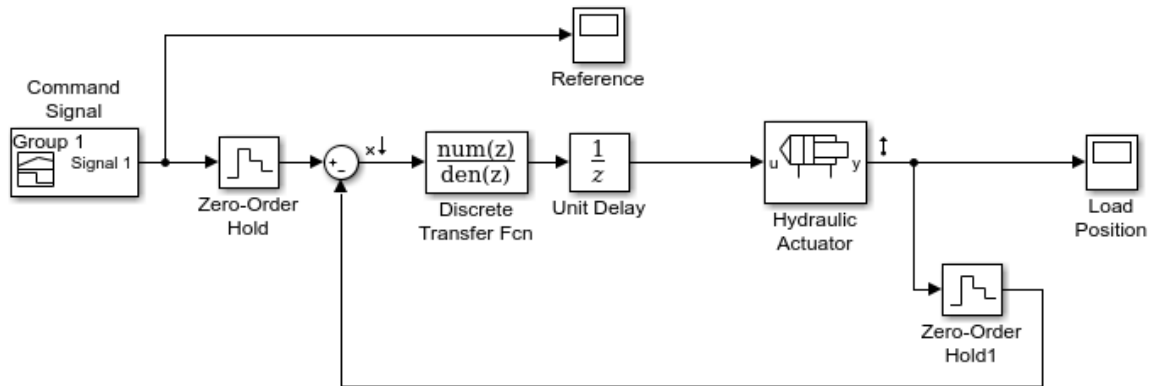 Reference
Command
Signal
Group 1
Signal 1
Zero-Order
Hold
+
-
num(z)
den(z)
Discrete
Transfer Fcn
1
z
Unit Delay
u
y
Hydraulic
Actuator
Load
Position
Zero-Order
Hold1